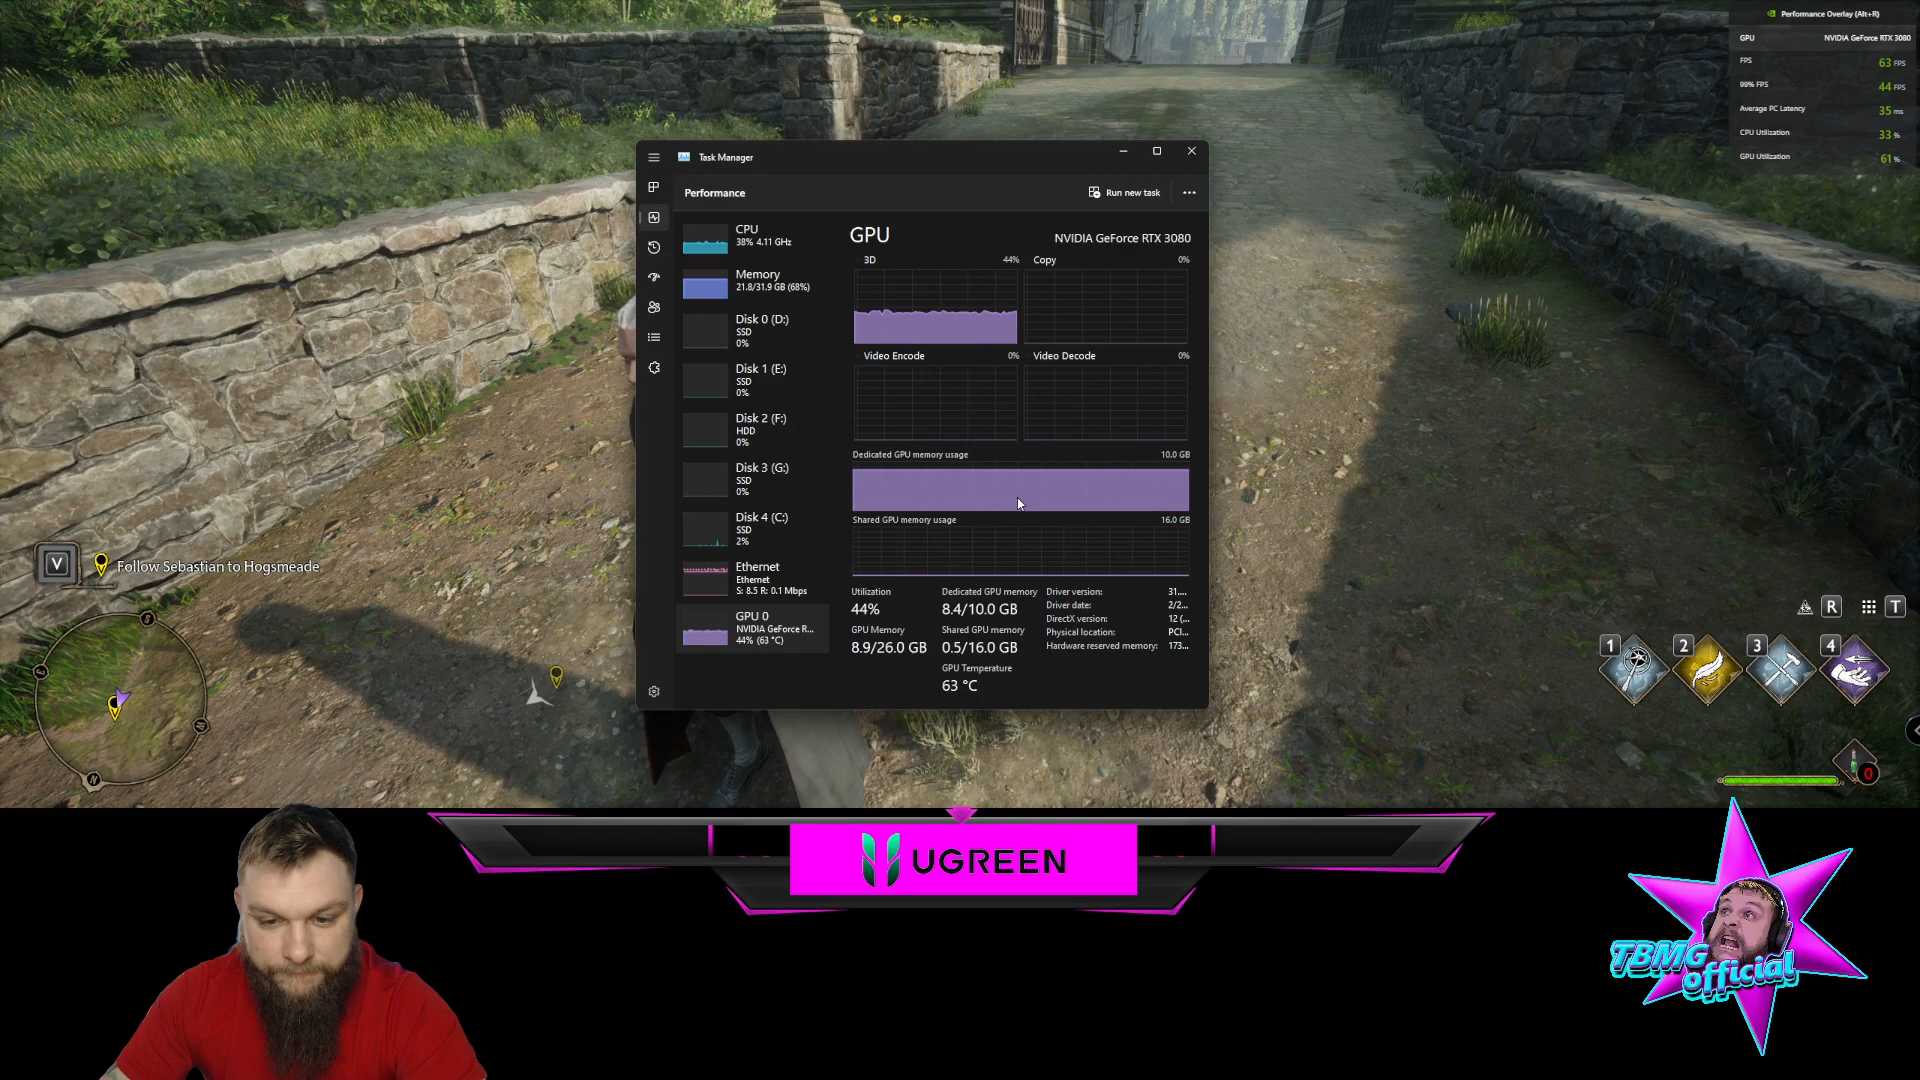 Performance Overlay (Alt+R)
GPU NVIDIA GeForce RTX 3080
FPS 63 FPS
99% FPS 44 FPS
Average PC Latency 35 ms
CPU Utilization 33 %
GPU Utilization 61 %
Task Manager
Performance
Run new task
CPU
38% 4.11 GHz
Memory
21.8/31.9 GB (68%)
Disk 0 (D:)
SSD
0%
Disk 1 (E:)
SSD
0%
Disk 2 (F:)
HDD
0%
Disk 3 (G:)
SSD
0%
Disk 4 (C:)
SSD
2%
Ethernet
Ethernet
S: 8.5 R: 0.1 Mbps
GPU 0
NVIDIA GeForce R...
44% (63 °C)
GPU NVIDIA GeForce RTX 3080
3D 44% Copy 0%
Video Encode 0% Video Decode 0%
Dedicated GPU memory usage 10.0 GB
Shared GPU memory usage 16.0 GB
Utilization
44%
GPU Memory
8.9/26.0 GB
Dedicated GPU memory
8.4/10.0 GB
Shared GPU memory
0.5/16.0 GB
GPU Temperature
63 °C
Driver version: 31....
Driver date: 2/2...
DirectX version: 12 (...
Physical location: PCI...
Hardware reserved memory: 173...
V Follow Sebastian to Hogsmeade
N
R T
1 2 3 4
0
UGREEN
TBMG
official